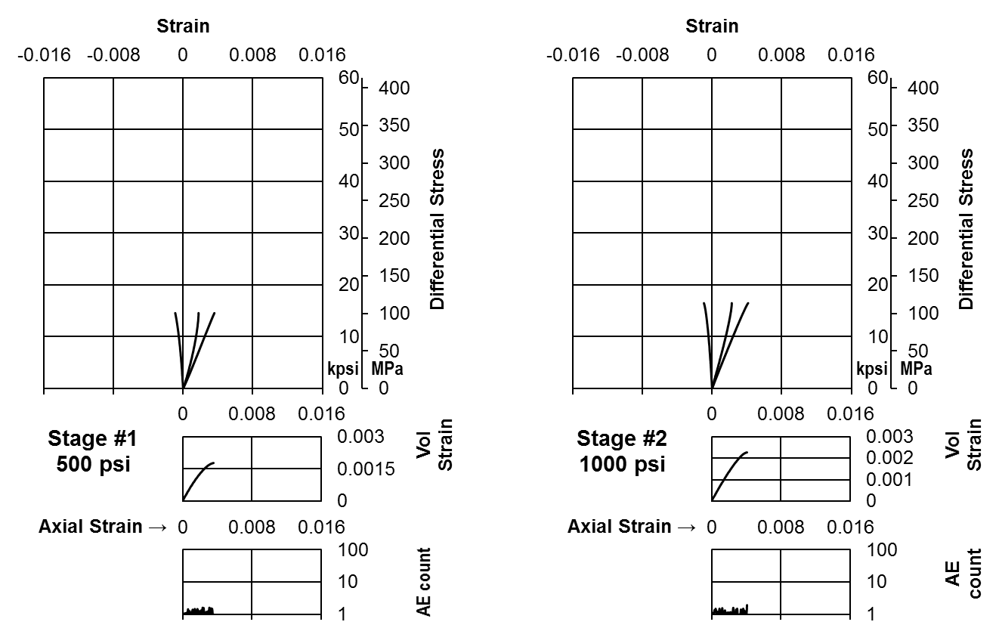 Strain
-0.016 -0.008 0 0.008 0.016
60
400
50
350
300
40
250
30
200
150
20
100
10
50
kpsi MPa
0 0
Differential Stress
0 0.008 0.016
Stage #1
500 psi
0.003
0.0015
0
Vol
Strain
Axial Strain → 0 0.008 0.016
100
10
1
AE count
Strain
-0.016 -0.008 0 0.008 0.016
60
400
50
350
300
40
250
30
200
150
20
100
10
50
kpsi MPa
0 0
Differential Stress
0 0.008 0.016
Stage #2
1000 psi
0.003
0.002
0.001
0
Vol
Strain
Axial Strain → 0 0.008 0.016
100
10
1
AE
count